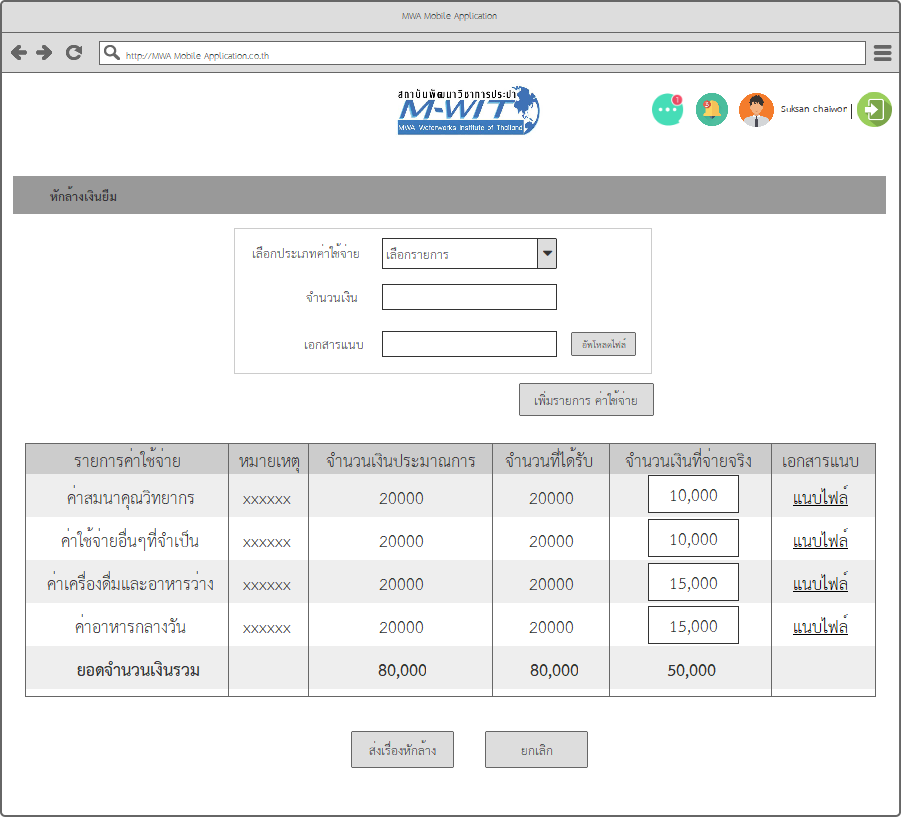 MWA Mobile Application
http://MWA Mobile Application.co.th
สถาบันพัฒนาวิชาการประปา
M-WIT
MWA Waterworks Institute of Thailand
1
3
Suksan chaiwor
หักล้างเงินยืม
เลือกประเภทค่าใช้จ่าย เลือกรายการ
จำนวนเงิน
เอกสารแนบ อัพโหลดไฟล์
เพิ่มรายการ ค่าใช้จ่าย
รายการค่าใช้จ่าย หมายเหตุ จำนวนเงินประมาณการ จำนวนที่ได้รับ จำนวนเงินที่จ่ายจริง เอกสารแนบ
ค่าสมนาคุณวิทยากร xxxxxx 20000 20000 10,000 แนบไฟล์
ค่าใช้จ่ายอื่นๆที่จำเป็น xxxxxx 20000 20000 10,000 แนบไฟล์
ค่าเครื่องดื่มและอาหารว่าง xxxxxx 20000 20000 15,000 แนบไฟล์
ค่าอาหารกลางวัน xxxxxx 20000 20000 15,000 แนบไฟล์
ยอดจำนวนเงินรวม 80,000 80,000 50,000
ส่งเรื่องหักล้าง ยกเลิก